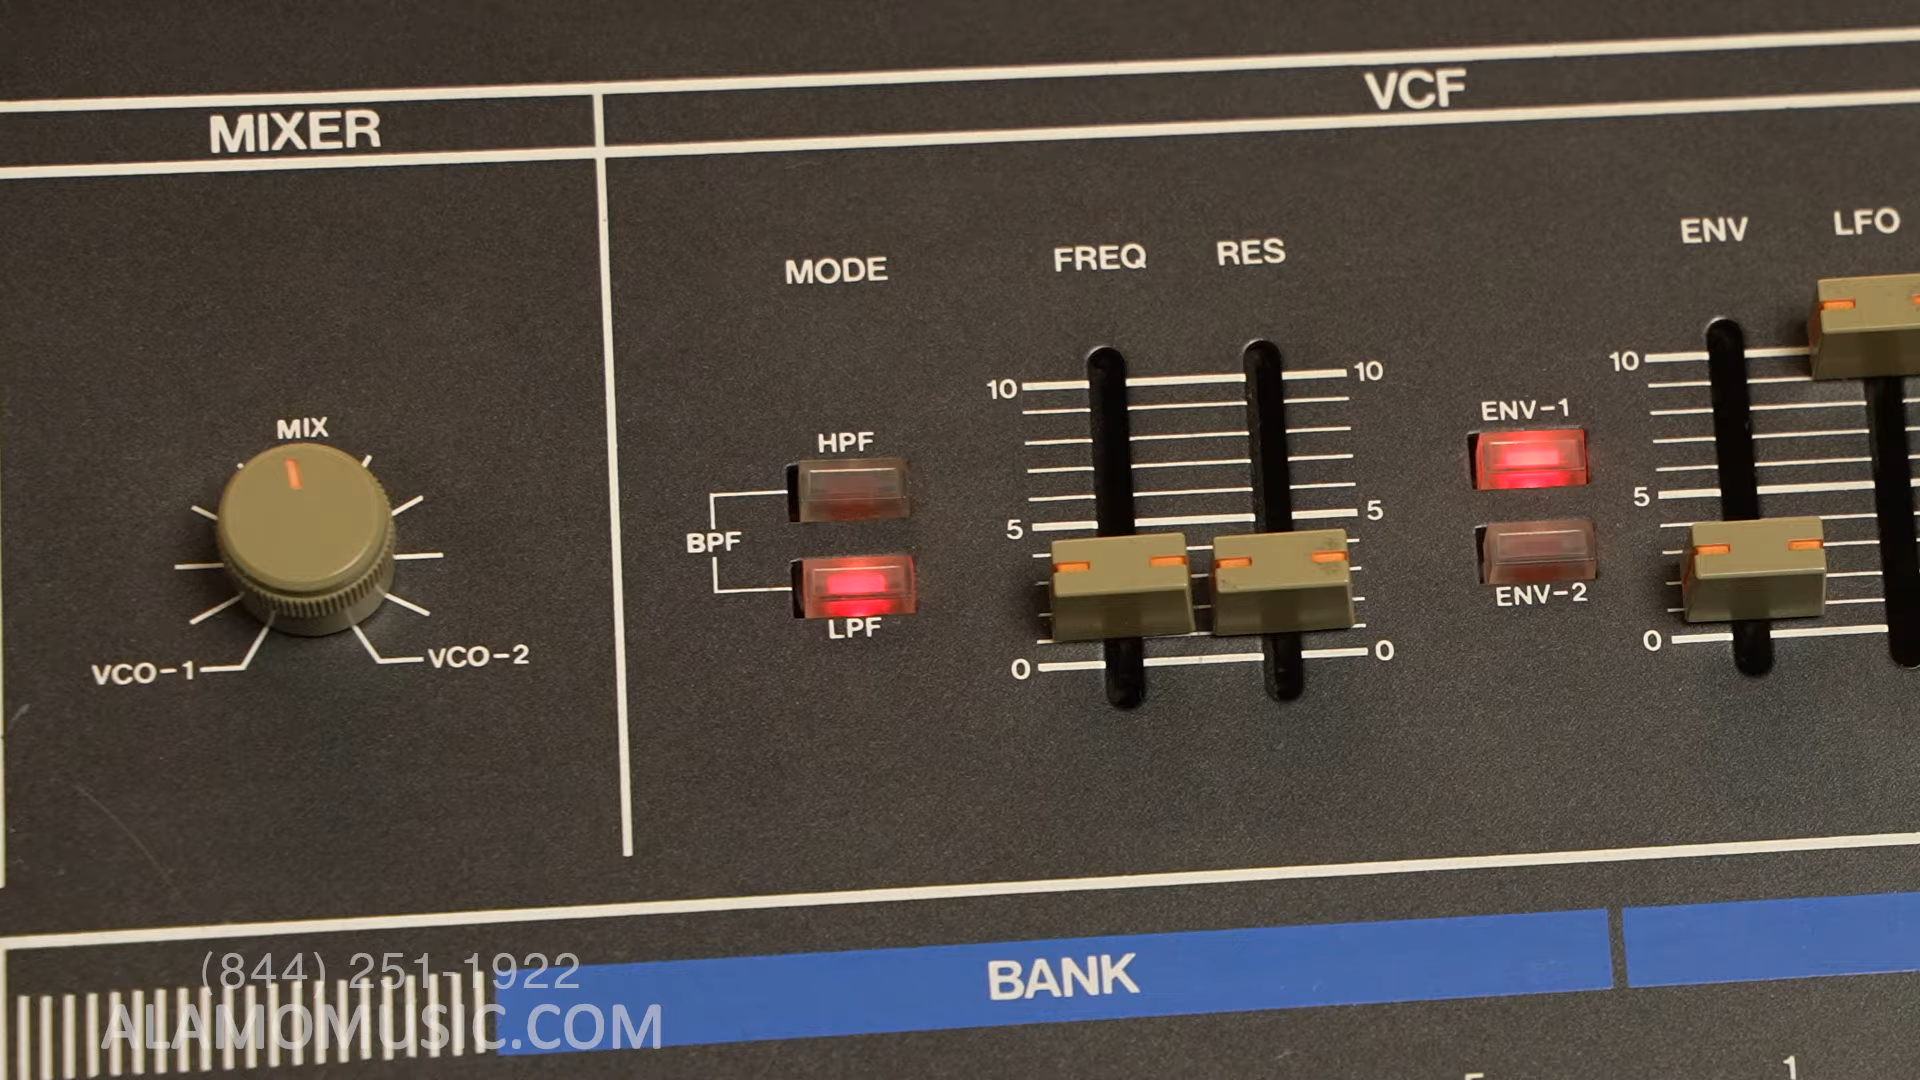 MIXER
VCF
MIX
VCO-1
VCO-2
MODE
HPF
BPF
LPF
FREQ
RES
10
10
5
5
0
0
ENV-1
ENV-2
ENV
LFO
10
5
0
BANK
(844) 251-1922
ALAMOMUSIC.COM
1